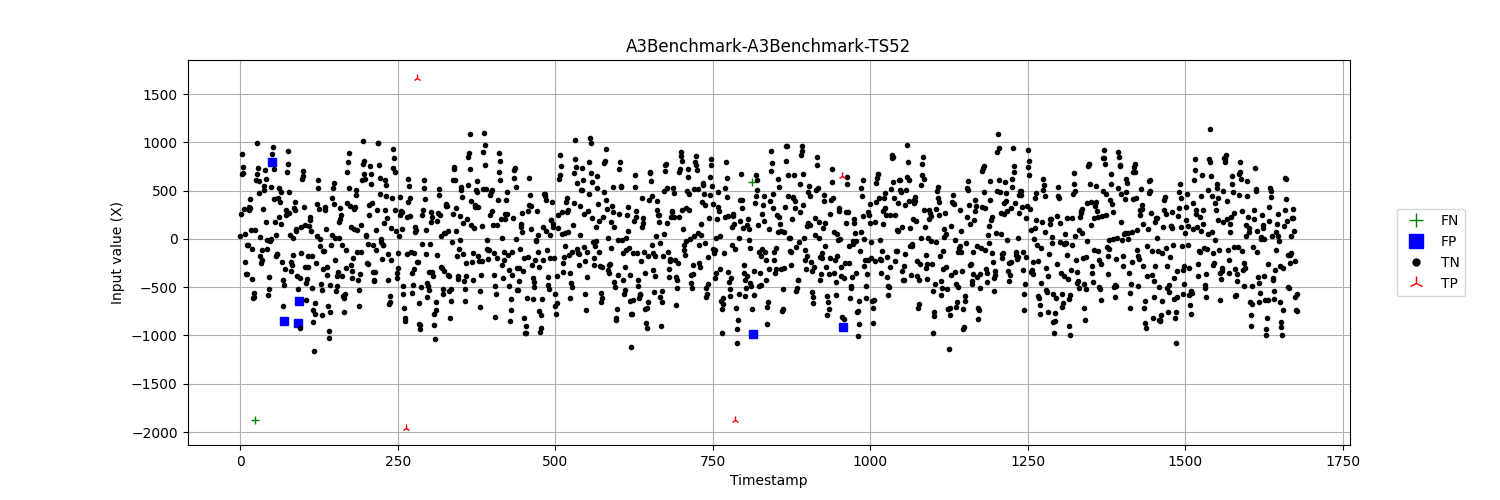 A3Benchmark-A3Benchmark-TS52
1500
1000
500
0
−500
−1000
−1500
−2000
Input value (X)
0 250 500 750 1000 1250 1500 1750
Timestamp
FN
FP
TN
TP